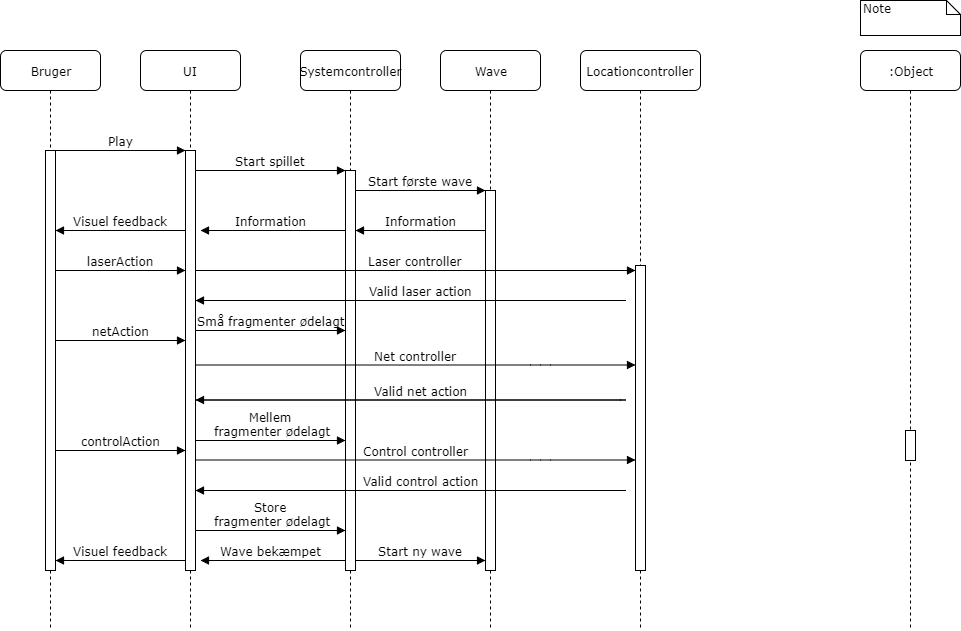 Note
Bruger
UI
Systemcontroller
Wave
Locationcontroller
:Object
Play
Start spillet
Start første wave
Visuel feedback
Information
Information
laserAction
Laser controller
Valid laser action
Små fragmenter ødelagt
netAction
Net controller
Valid net action
Mellem
fragmenter ødelagt
controlAction
Control controller
Valid control action
Store
fragmenter ødelagt
Visuel feedback
Wave bekæmpet
Start ny wave